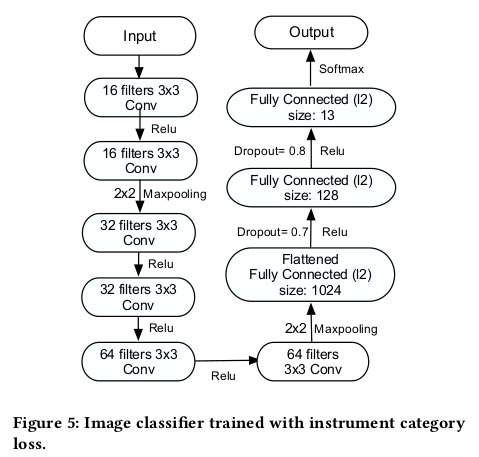 Input
16 filters 3x3
Conv
Relu
16 filters 3x3
Conv
2x2 Maxpooling
32 filters 3x3
Conv
Relu
32 filters 3x3
Conv
Relu
64 filters 3x3
Conv
Relu
64 filters
3x3 Conv
2x2 Maxpooling
Flattened
Fully Connected (l2)
size: 1024
Dropout= 0.7 Relu
Fully Connected (l2)
size: 128
Dropout= 0.8 Relu
Fully Connected (l2)
size: 13
Softmax
Output
Figure 5: Image classifier trained with instrument category
loss.